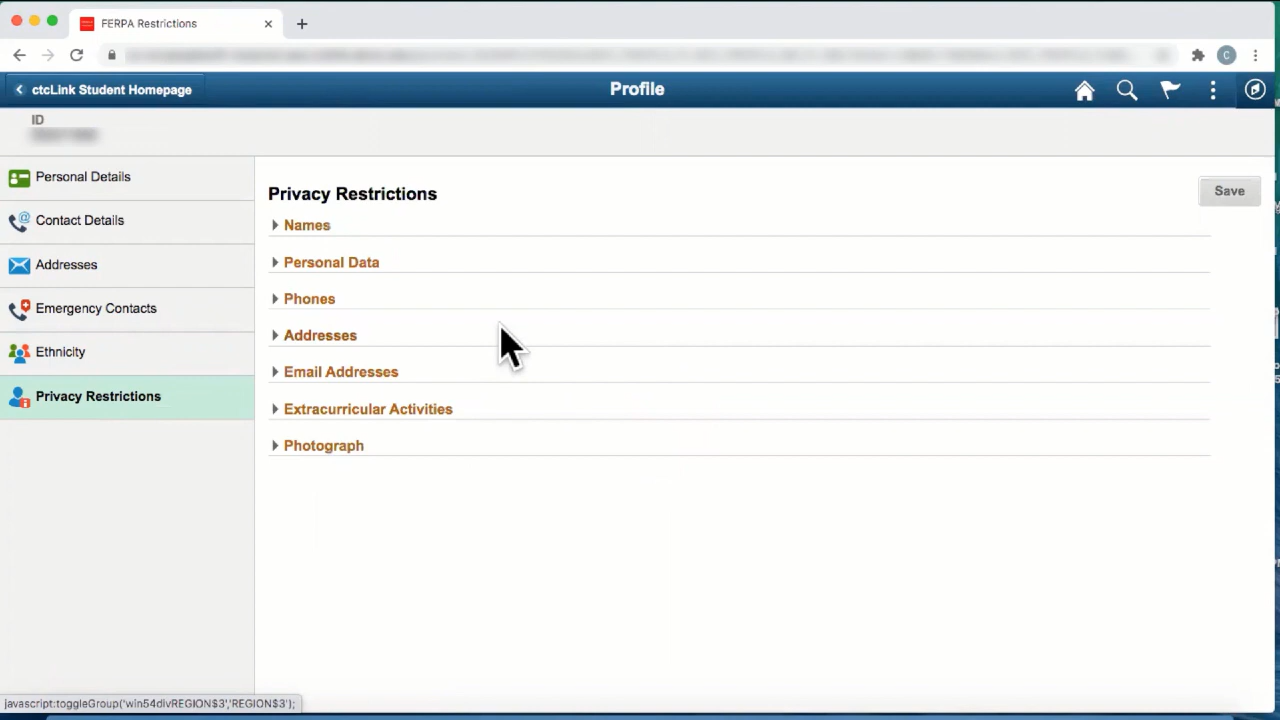 FERPA Restrictions
C
ctcLink Student Homepage
Profile
ID
Personal Details
Contact Details
Addresses
Emergency Contacts
Ethnicity
Privacy Restrictions
Privacy Restrictions
Save
Names
Personal Data
Phones
Addresses
Email Addresses
Extracurricular Activities
Photograph
javascript:toggleGroup('win54divREGION$3','REGION$3');